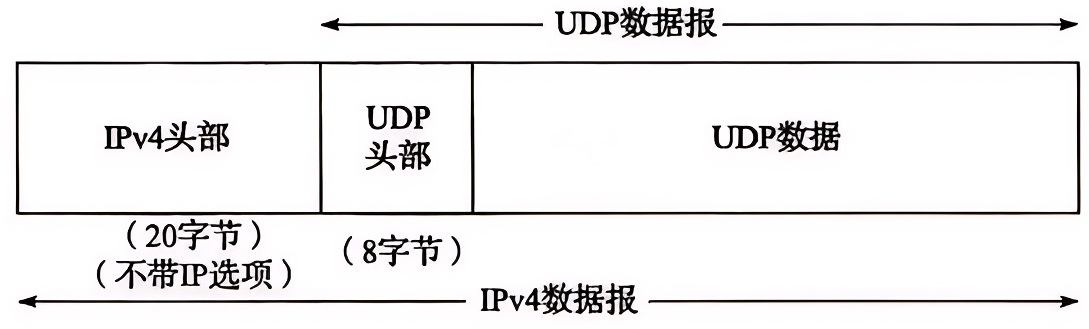 UDP数据报
IPv4头部
UDP
头部
UDP数据
（20字节）
（不带IP选项）
（8字节）
IPv4数据报